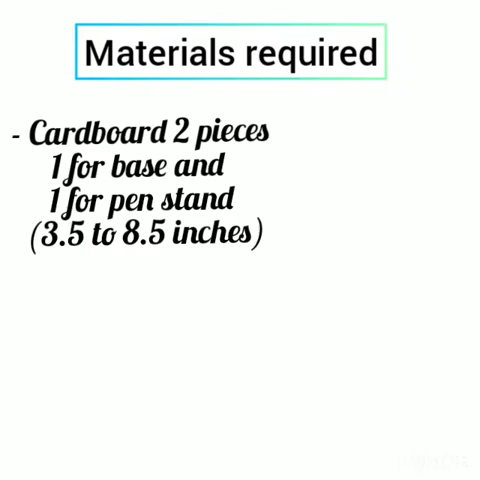 Materials required
- Cardboard 2 pieces
1 for base and
1 for pen stand
(3.5 to 8.5 inches)